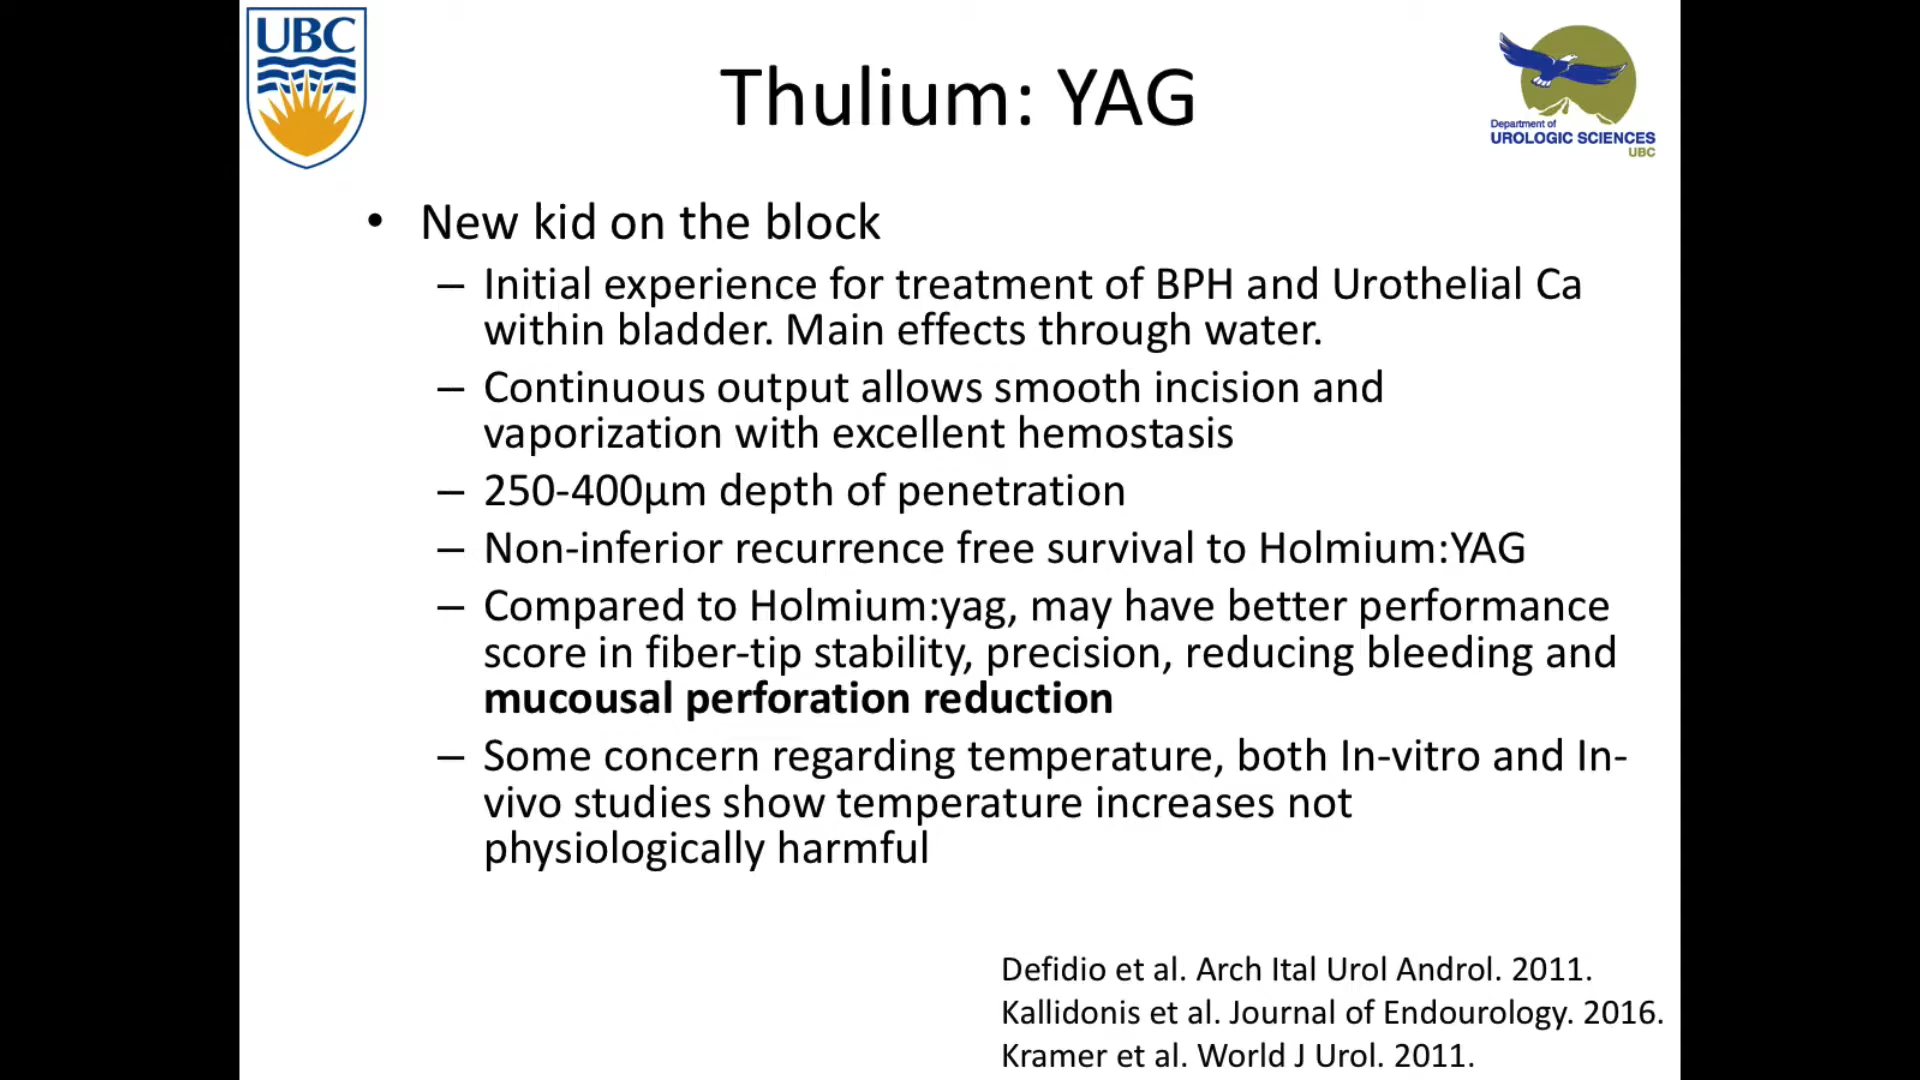 UBC
Thulium: YAG
Department of
UROLOGIC SCIENCES
UBC
• New kid on the block
– Initial experience for treatment of BPH and Urothelial Ca
within bladder. Main effects through water.
– Continuous output allows smooth incision and
vaporization with excellent hemostasis
– 250-400µm depth of penetration
– Non-inferior recurrence free survival to Holmium:YAG
– Compared to Holmium:yag, may have better performance
score in fiber-tip stability, precision, reducing bleeding and
mucousal perforation reduction
– Some concern regarding temperature, both In-vitro and In-
vivo studies show temperature increases not
physiologically harmful
Defidio et al. Arch Ital Urol Androl. 2011.
Kallidonis et al. Journal of Endourology. 2016.
Kramer et al. World J Urol. 2011.